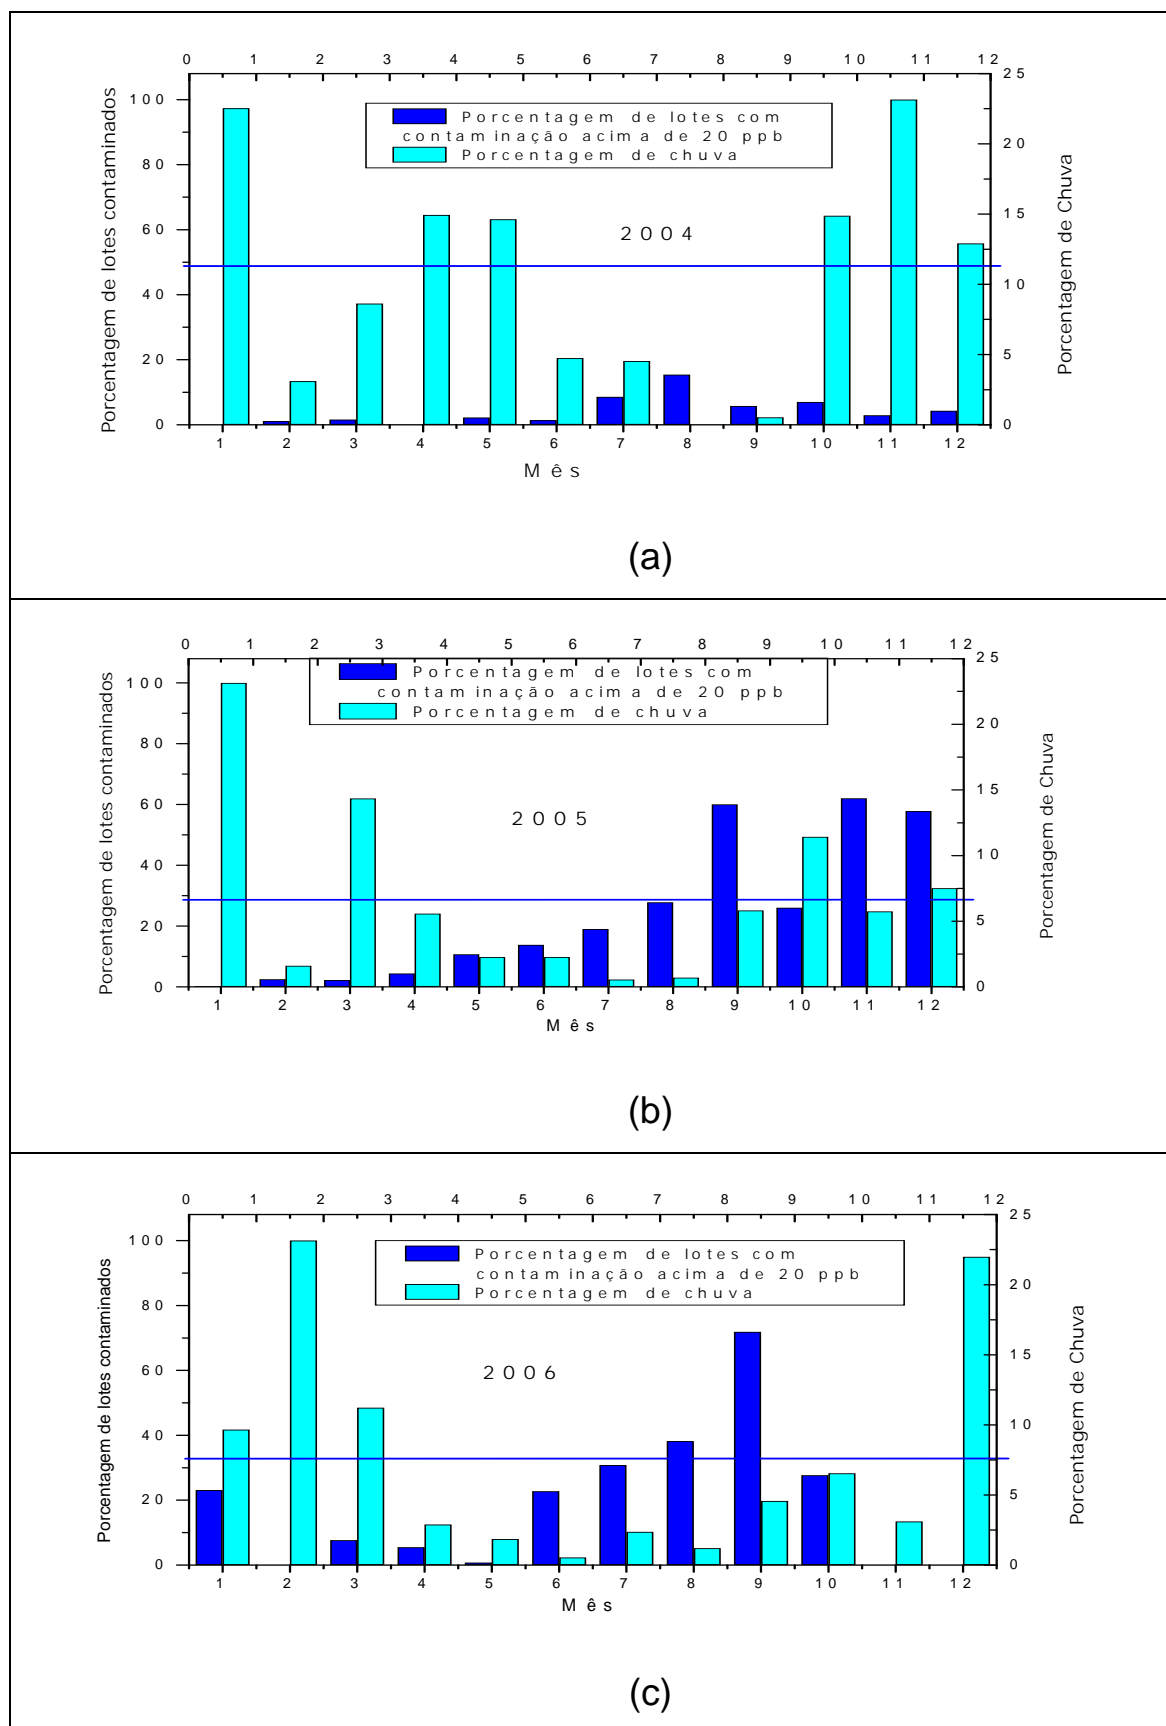 0 1 2 3 4 5 6 7 8 9 10 11 12
Porcentagem de lotes com
contaminação acima de 20 ppb
Porcentagem de chuva
2004
100
80
60
40
20
0
25
20
15
10
5
0
Porcentagem de lotes contaminados
Porcentagem de Chuva
1 2 3 4 5 6 7 8 9 10 11 12
Mês
(a)
0 1 2 3 4 5 6 7 8 9 10 11 12
Porcentagem de lotes com
contaminação acima de 20 ppb
Porcentagem de chuva
2005
100
80
60
40
20
0
25
20
15
10
5
0
Porcentagem de lotes contaminados
Porcentagem de Chuva
1 2 3 4 5 6 7 8 9 10 11 12
Mês
(b)
0 1 2 3 4 5 6 7 8 9 10 11 12
Porcentagem de lotes com
contaminação acima de 20 ppb
Porcentagem de chuva
2006
100
80
60
40
20
0
25
20
15
10
5
0
Porcentagem de lotes contaminados
Porcentagem de Chuva
1 2 3 4 5 6 7 8 9 10 11 12
Mês
(c)